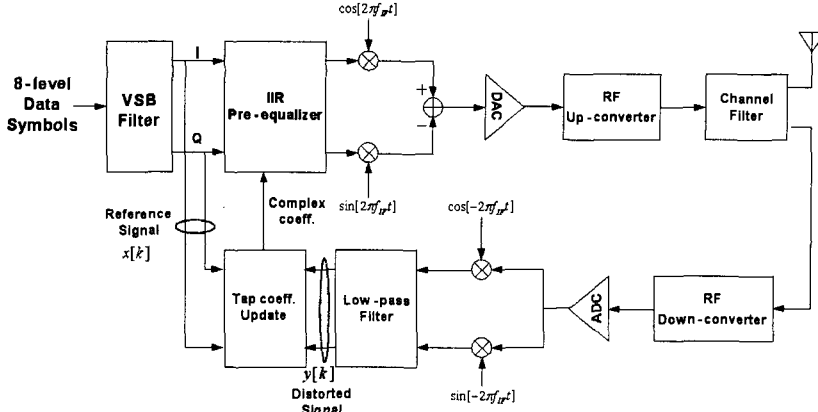 cos[2πf_IF t]
8-level
Data
Symbols
VSB
Filter
I
Q
IIR
Pre-equalizer
+
−
DAC
RF
Up-converter
Channel
Filter
sin[2πf_IF t]
Reference
Signal
x[k]
Complex
coeff.
cos[-2πf_IF t]
Tap coeff.
Update
Low-pass
Filter
ADC
RF
Down-converter
y[k]
Distorted
Signal
sin[-2πf_IF t]